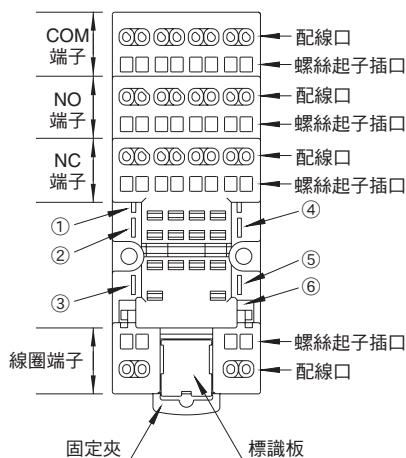 COM
端子
配線口
螺絲起子插口
NO
端子
配線口
螺絲起子插口
NC
端子
配線口
螺絲起子插口
①
④
②
⑤
③
⑥
線圈端子
螺絲起子插口
配線口
固定夾
標識板